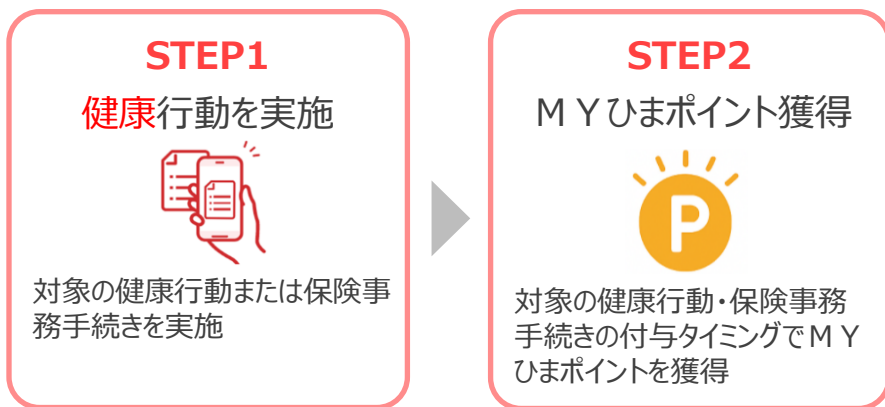 STEP1
健康行動を実施
対象の健康行動または保険事
務手続きを実施
STEP2
ＭＹひまポイント獲得
P
対象の健康行動・保険事務
手続きの付与タイミングでＭＹ
ひまポイントを獲得